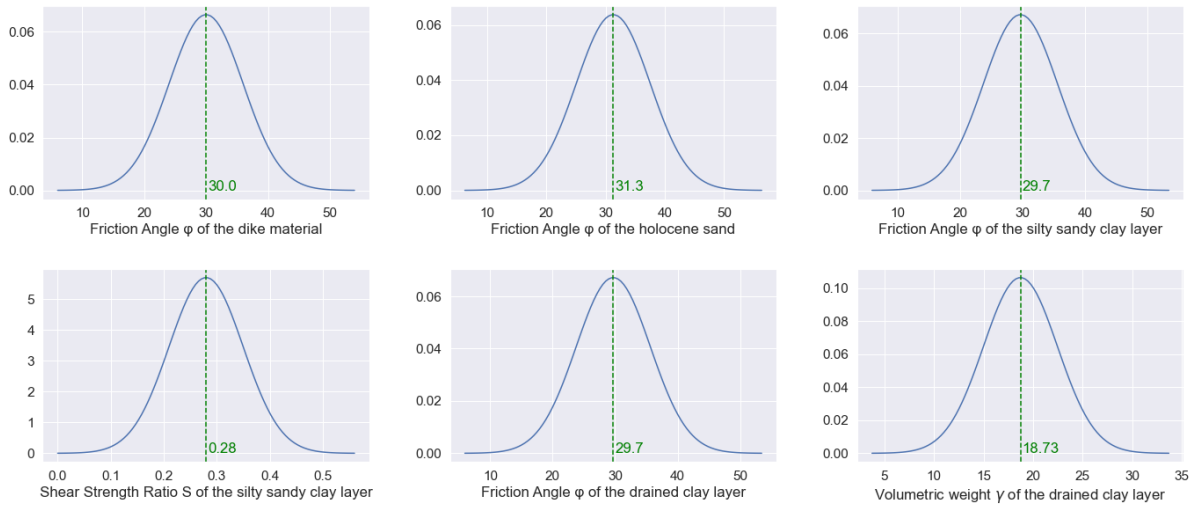 0.06
0.04
0.02
0.00
30.0
10 20 30 40 50
Friction Angle φ of the dike material
0.06
0.04
0.02
0.00
31.3
10 20 30 40 50
Friction Angle φ of the holocene sand
0.06
0.04
0.02
0.00
29.7
10 20 30 40 50
Friction Angle φ of the silty sandy clay layer
5
4
3
2
1
0
0.28
0.0 0.1 0.2 0.3 0.4 0.5
Shear Strength Ratio S of the silty sandy clay layer
0.06
0.04
0.02
0.00
29.7
10 20 30 40 50
Friction Angle φ of the drained clay layer
0.10
0.08
0.06
0.04
0.02
0.00
18.73
5 10 15 20 25 30 35
Volumetric weight γ of the drained clay layer